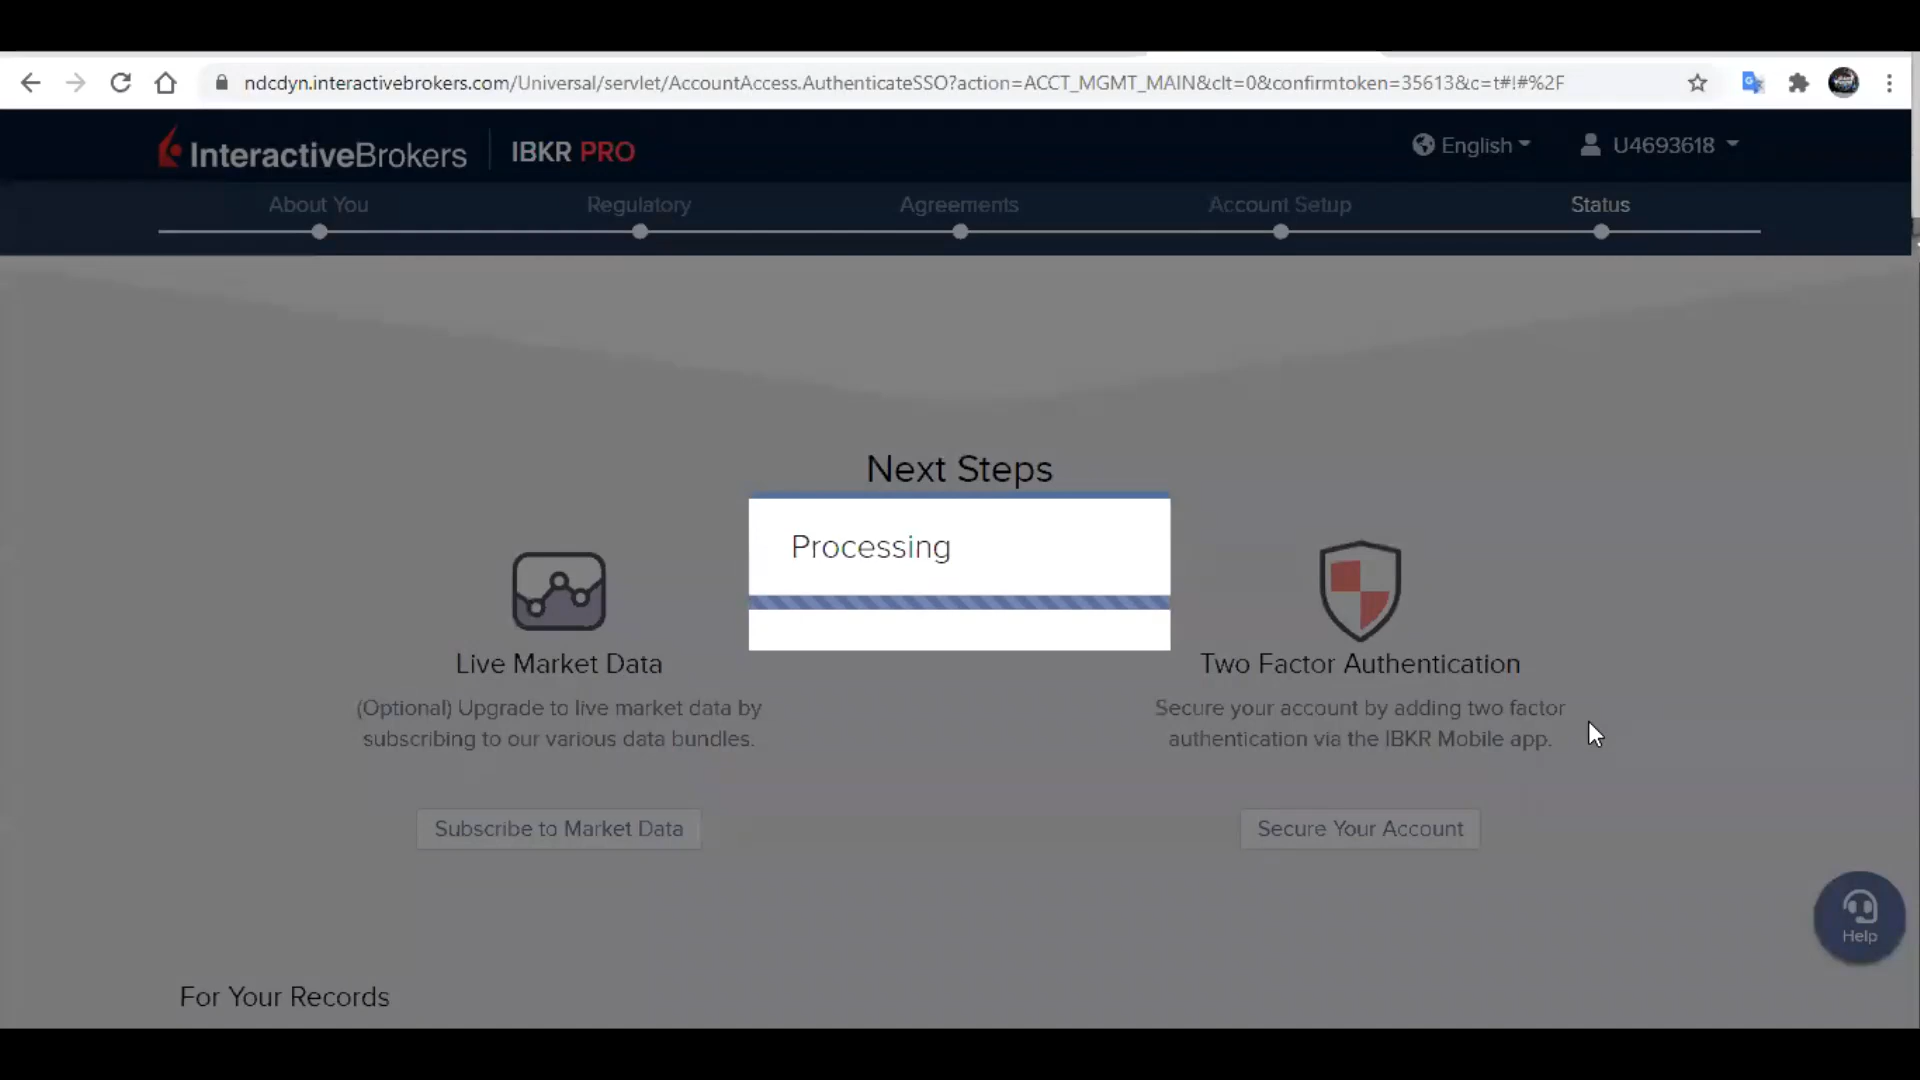 ndcdyn.interactivebrokers.com/Universal/servlet/AccountAccess.AuthenticateSSO?action=ACCT_MGMT_MAIN&clt=0&confirmtoken=35613&c=t#!#%2F
InteractiveBrokers IBKR PRO English U4693618
About You Regulatory Agreements Account Setup Status
Next Steps
Processing
Live Market Data
(Optional) Upgrade to live market data by
subscribing to our various data bundles.
Subscribe to Market Data
Two Factor Authentication
Secure your account by adding two factor
authentication via the IBKR Mobile app.
Secure Your Account
Help
For Your Records